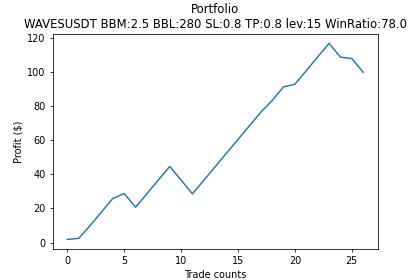 Portfolio
WAVESUSDT BBM:2.5 BBL:280 SL:0.8 TP:0.8 lev:15 WinRatio:78.0
120
100
80
60
40
20
0
Profit ($)
0 5 10 15 20 25
Trade counts